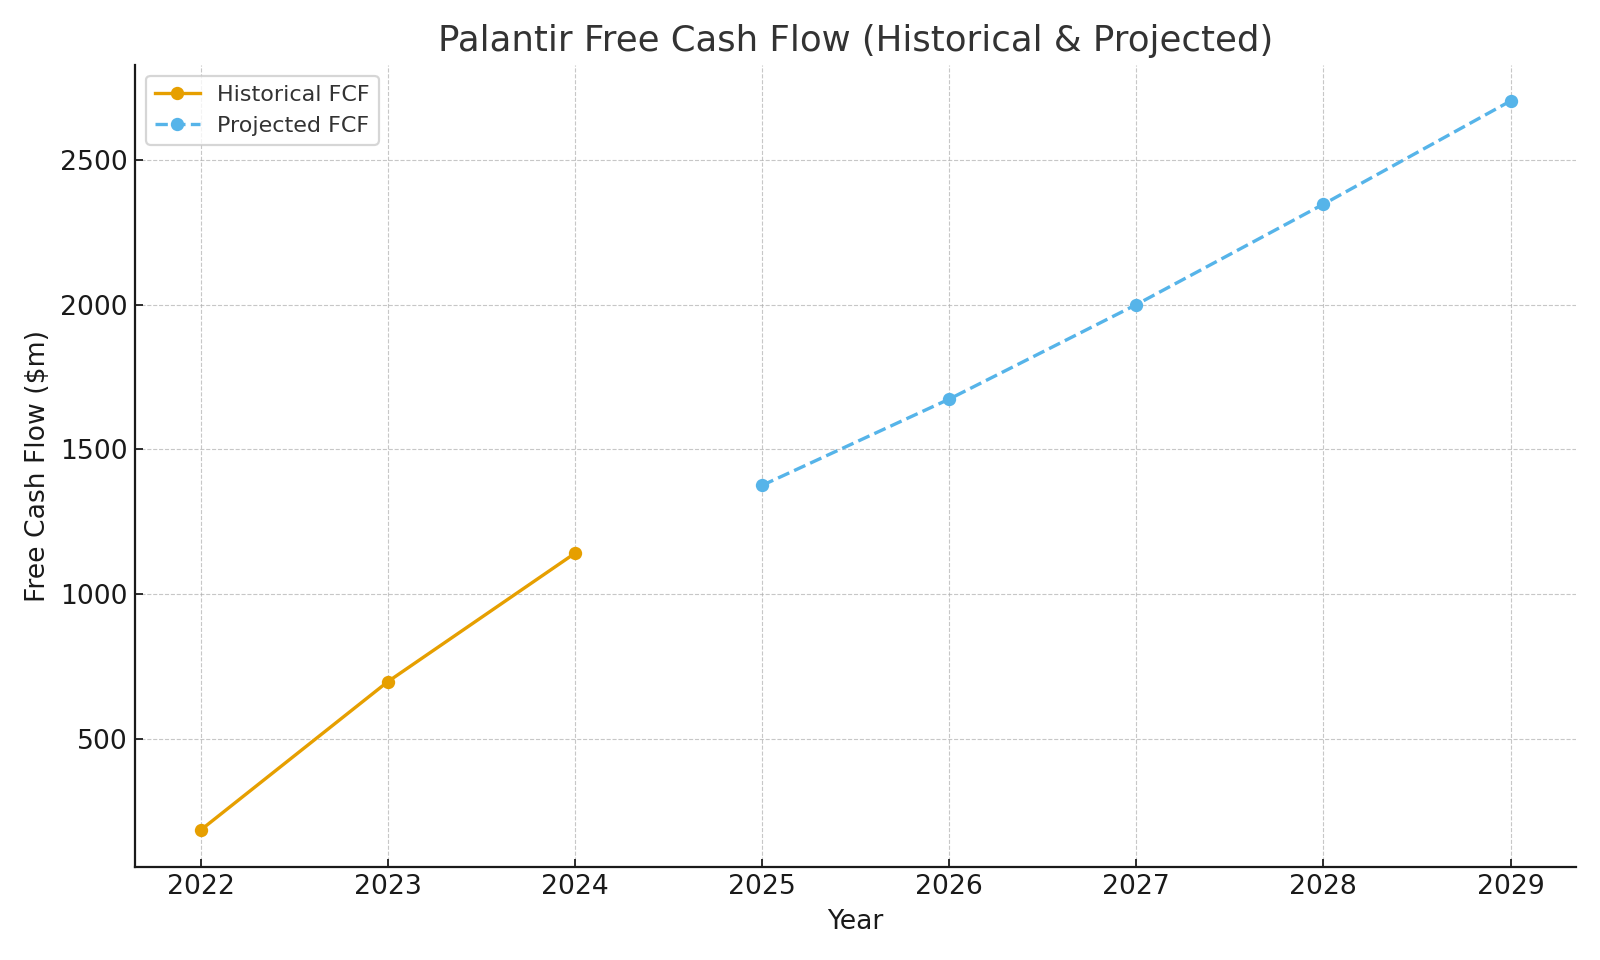 Palantir Free Cash Flow (Historical & Projected)
Historical FCF
Projected FCF
Free Cash Flow ($m)
2500
2000
1500
1000
500
2022 2023 2024 2025 2026 2027 2028 2029
Year